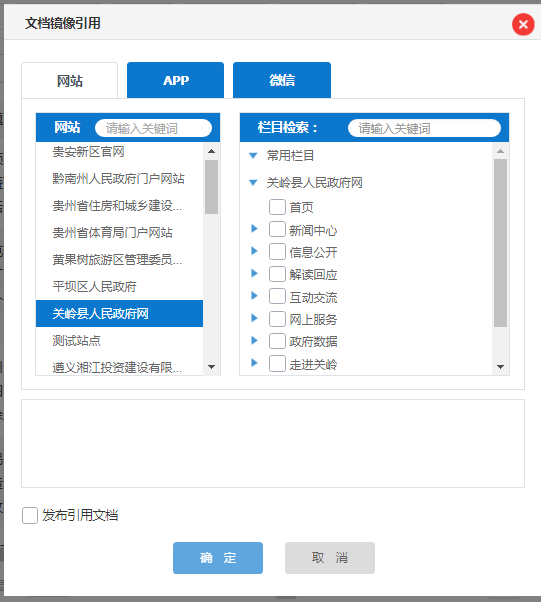 文档镜像引用
网站
APP
微信
网站
请输入关键词
栏目检索：
请输入关键词
贵安新区官网
黔南州人民政府门户网站
贵州省住房和城乡建设...
贵州省体育局门户网站
黄果树旅游区管理委员...
平坝区人民政府
关岭县人民政府网
测试站点
遵义湘江投资建设有限...
常用栏目
关岭县人民政府网
首页
新闻中心
信息公开
解读回应
互动交流
网上服务
政府数据
走进关岭
发布引用文档
确 定
取 消